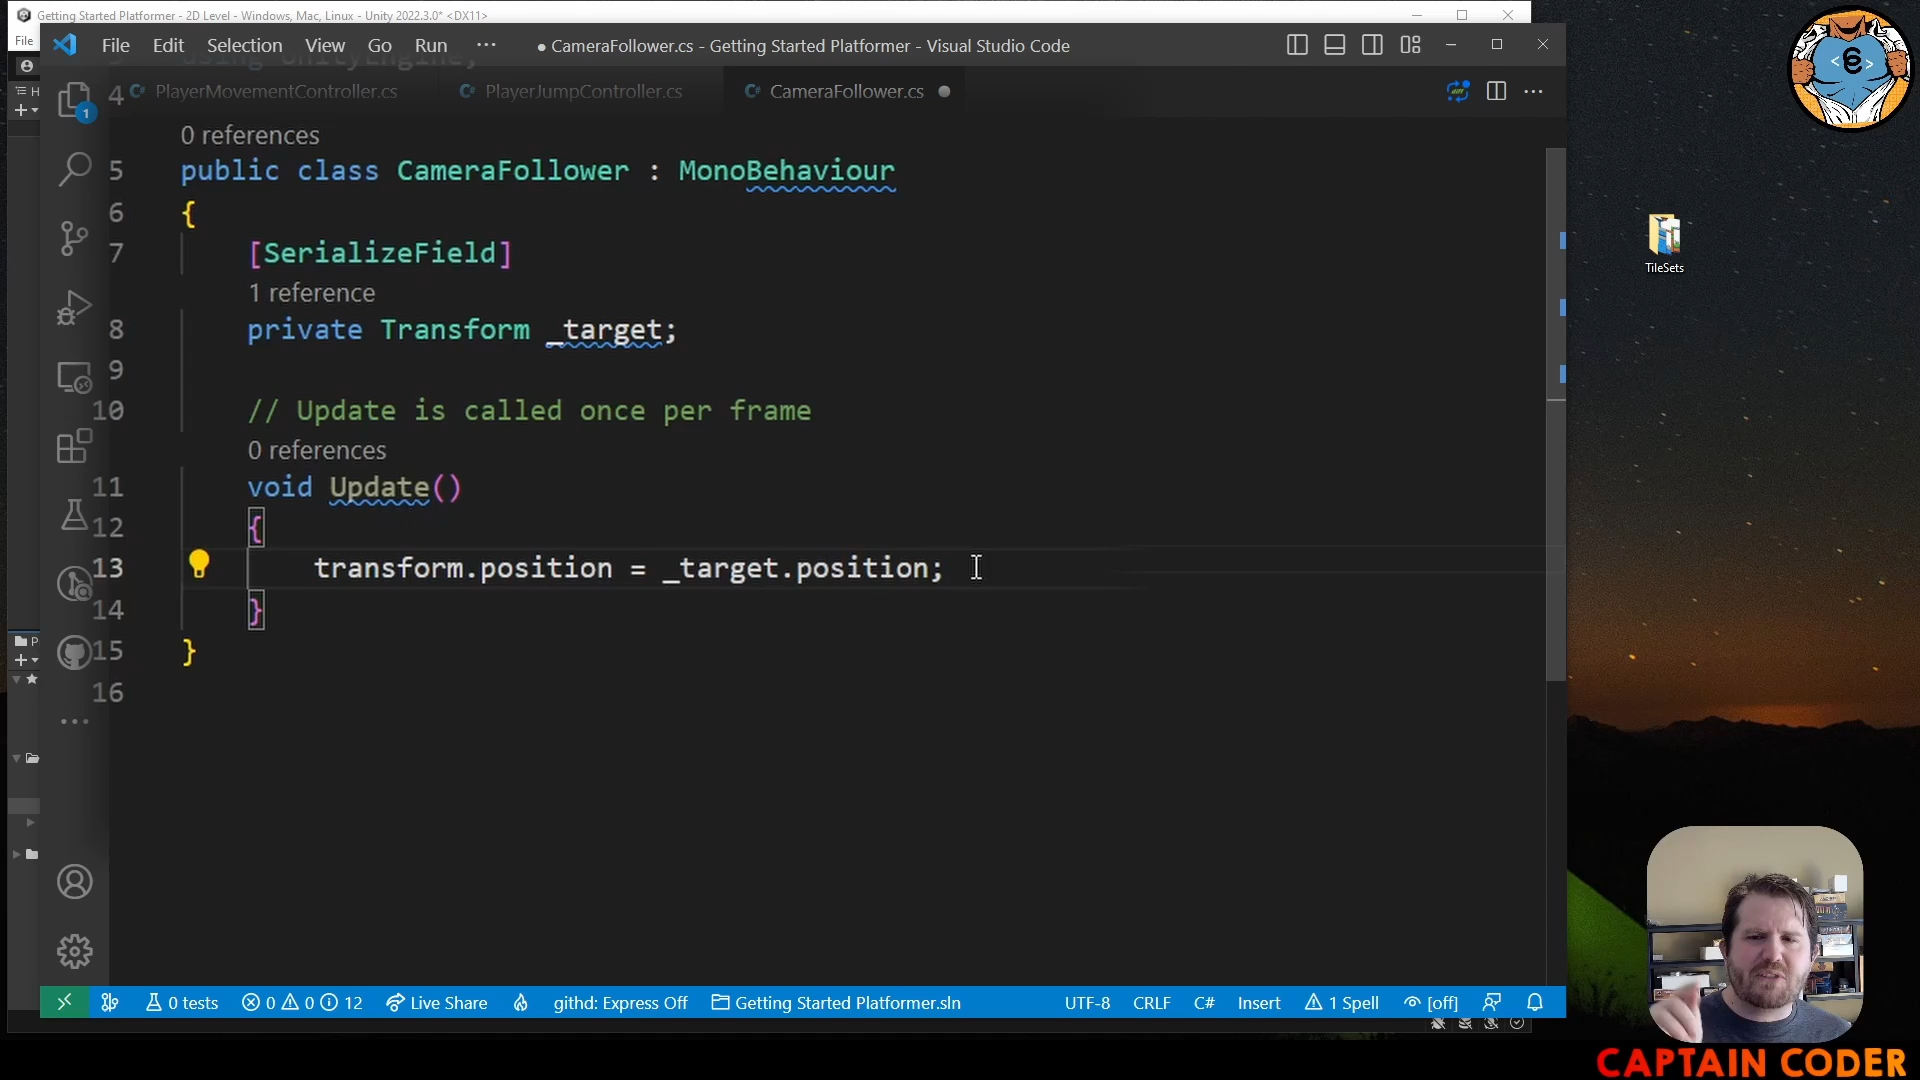 Getting Started Platformer - 2D Level - Windows, Mac, Linux - Unity 2022.3.0* <DX11>
File
File Edit Selection View Go Run ··· ● CameraFollower.cs - Getting Started Platformer - Visual Studio Code
PlayerMovementController.cs PlayerJumpController.cs CameraFollower.cs ●
4
0 references
5 public class CameraFollower : MonoBehaviour
6 {
7 [SerializeField]
1 reference
8 private Transform _target;
9
10 // Update is called once per frame
0 references
11 void Update()
12 {
13 transform.position = _target.position;
14 }
15 }
16
1
TileSets
0 tests 0 0 12 Live Share githd: Express Off Getting Started Platformer.sln UTF-8 CRLF C# Insert 1 Spell [off]
CAPTAIN CODER